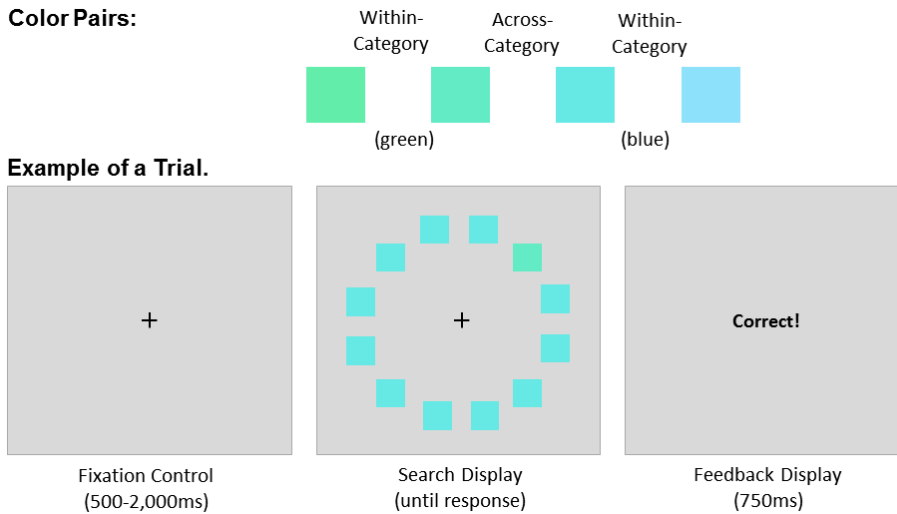 Color Pairs:
Within-
Category
Across-
Category
Within-
Category
(green)
(blue)
Example of a Trial.
+
+
Correct!
Fixation Control
(500-2,000ms)
Search Display
(until response)
Feedback Display
(750ms)